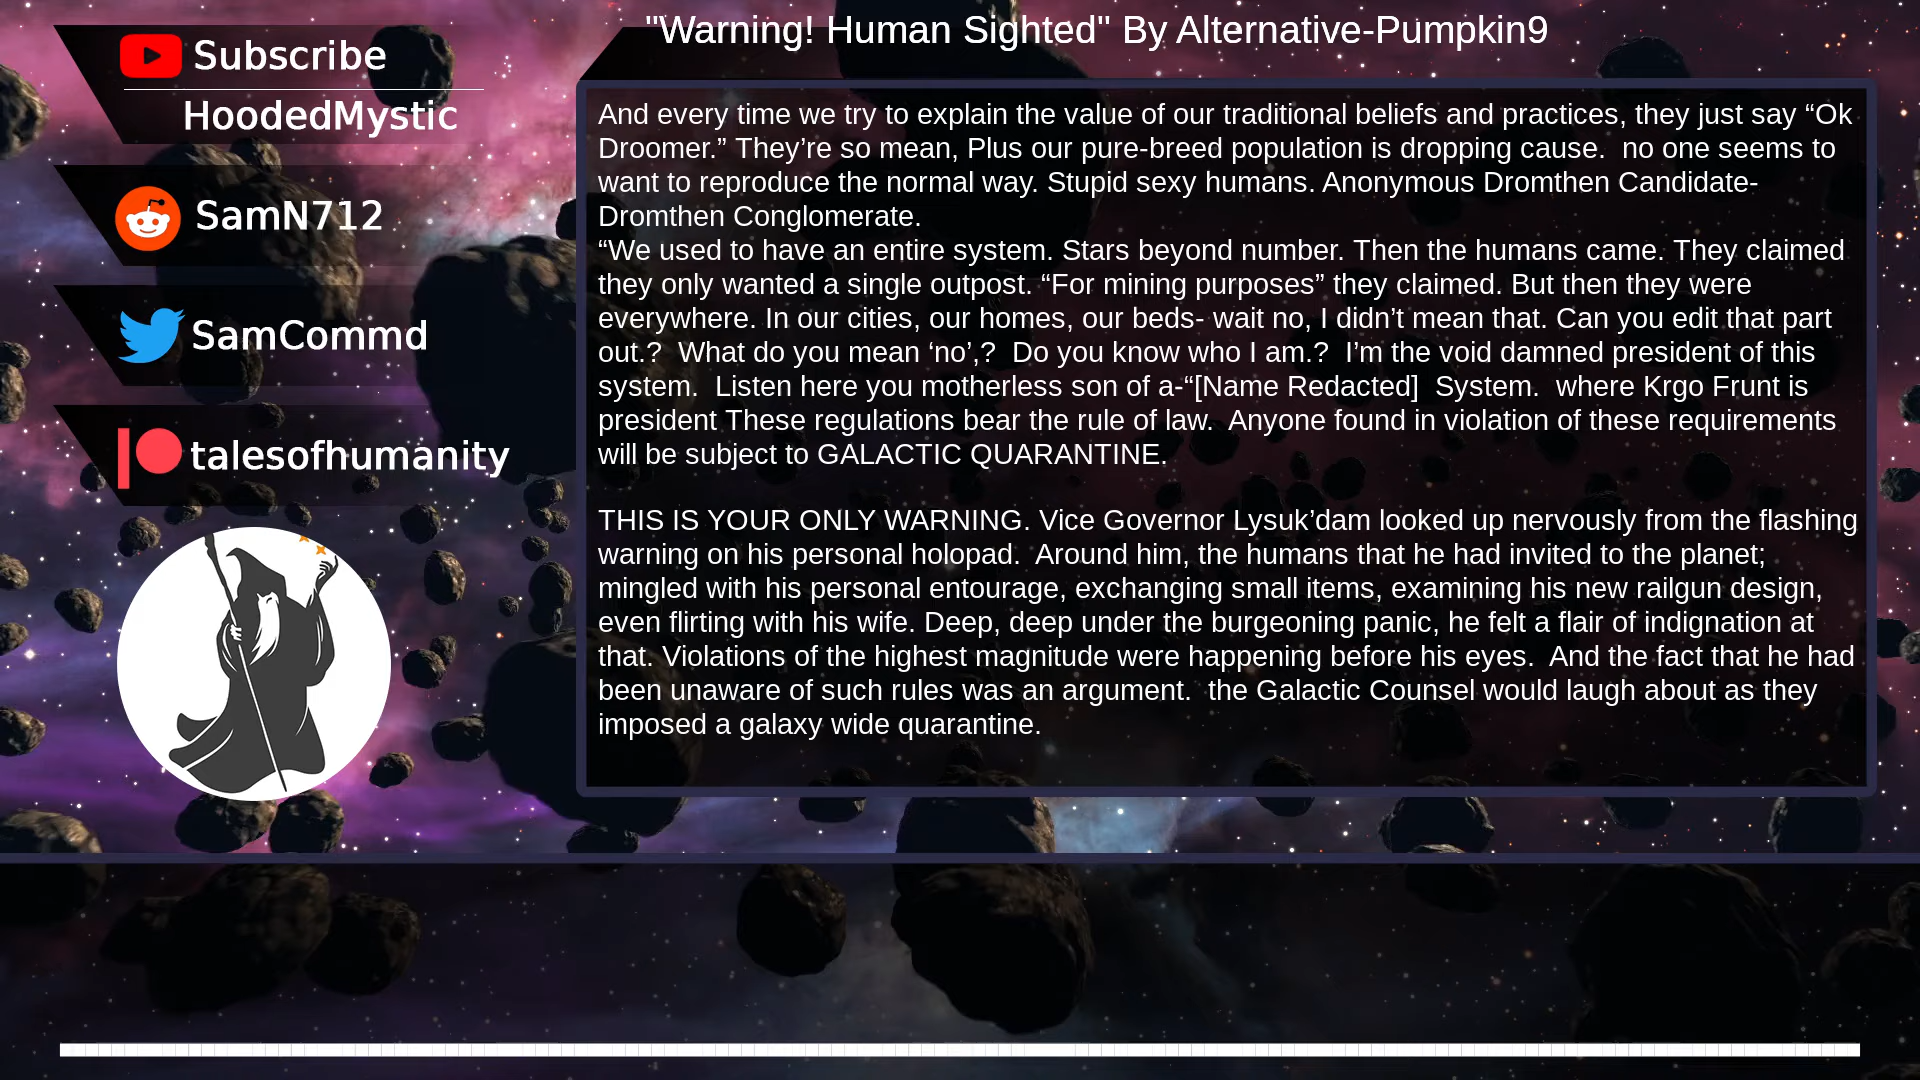 "Warning! Human Sighted" By Alternative-Pumpkin9
Subscribe
HoodedMystic
SamN712
SamCommd
talesofhumanity
And every time we try to explain the value of our traditional beliefs and practices, they just say “Ok
Droomer.” They’re so mean, Plus our pure-breed population is dropping cause.  no one seems to
want to reproduce the normal way. Stupid sexy humans. Anonymous Dromthen Candidate-
Dromthen Conglomerate.
“We used to have an entire system. Stars beyond number. Then the humans came. They claimed
they only wanted a single outpost. “For mining purposes” they claimed. But then they were
everywhere. In our cities, our homes, our beds- wait no, I didn’t mean that. Can you edit that part
out.?  What do you mean ‘no’,?  Do you know who I am.?  I’m the void damned president of this
system.  Listen here you motherless son of a-“[Name Redacted]  System.  where Krgo Frunt is
president These regulations bear the rule of law.  Anyone found in violation of these requirements
will be subject to GALACTIC QUARANTINE.
THIS IS YOUR ONLY WARNING. Vice Governor Lysuk’dam looked up nervously from the flashing
warning on his personal holopad.  Around him, the humans that he had invited to the planet;
mingled with his personal entourage, exchanging small items, examining his new railgun design,
even flirting with his wife. Deep, deep under the burgeoning panic, he felt a flair of indignation at
that. Violations of the highest magnitude were happening before his eyes.  And the fact that he had
been unaware of such rules was an argument.  the Galactic Counsel would laugh about as they
imposed a galaxy wide quarantine.